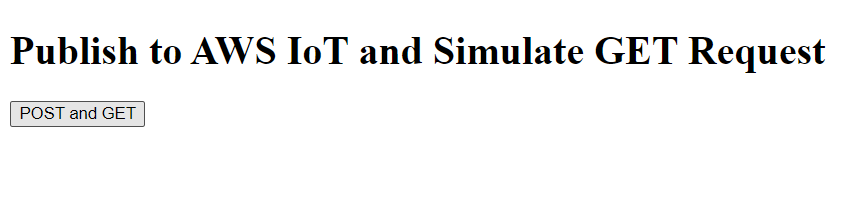 Publish to AWS IoT and Simulate GET Request
POST and GET